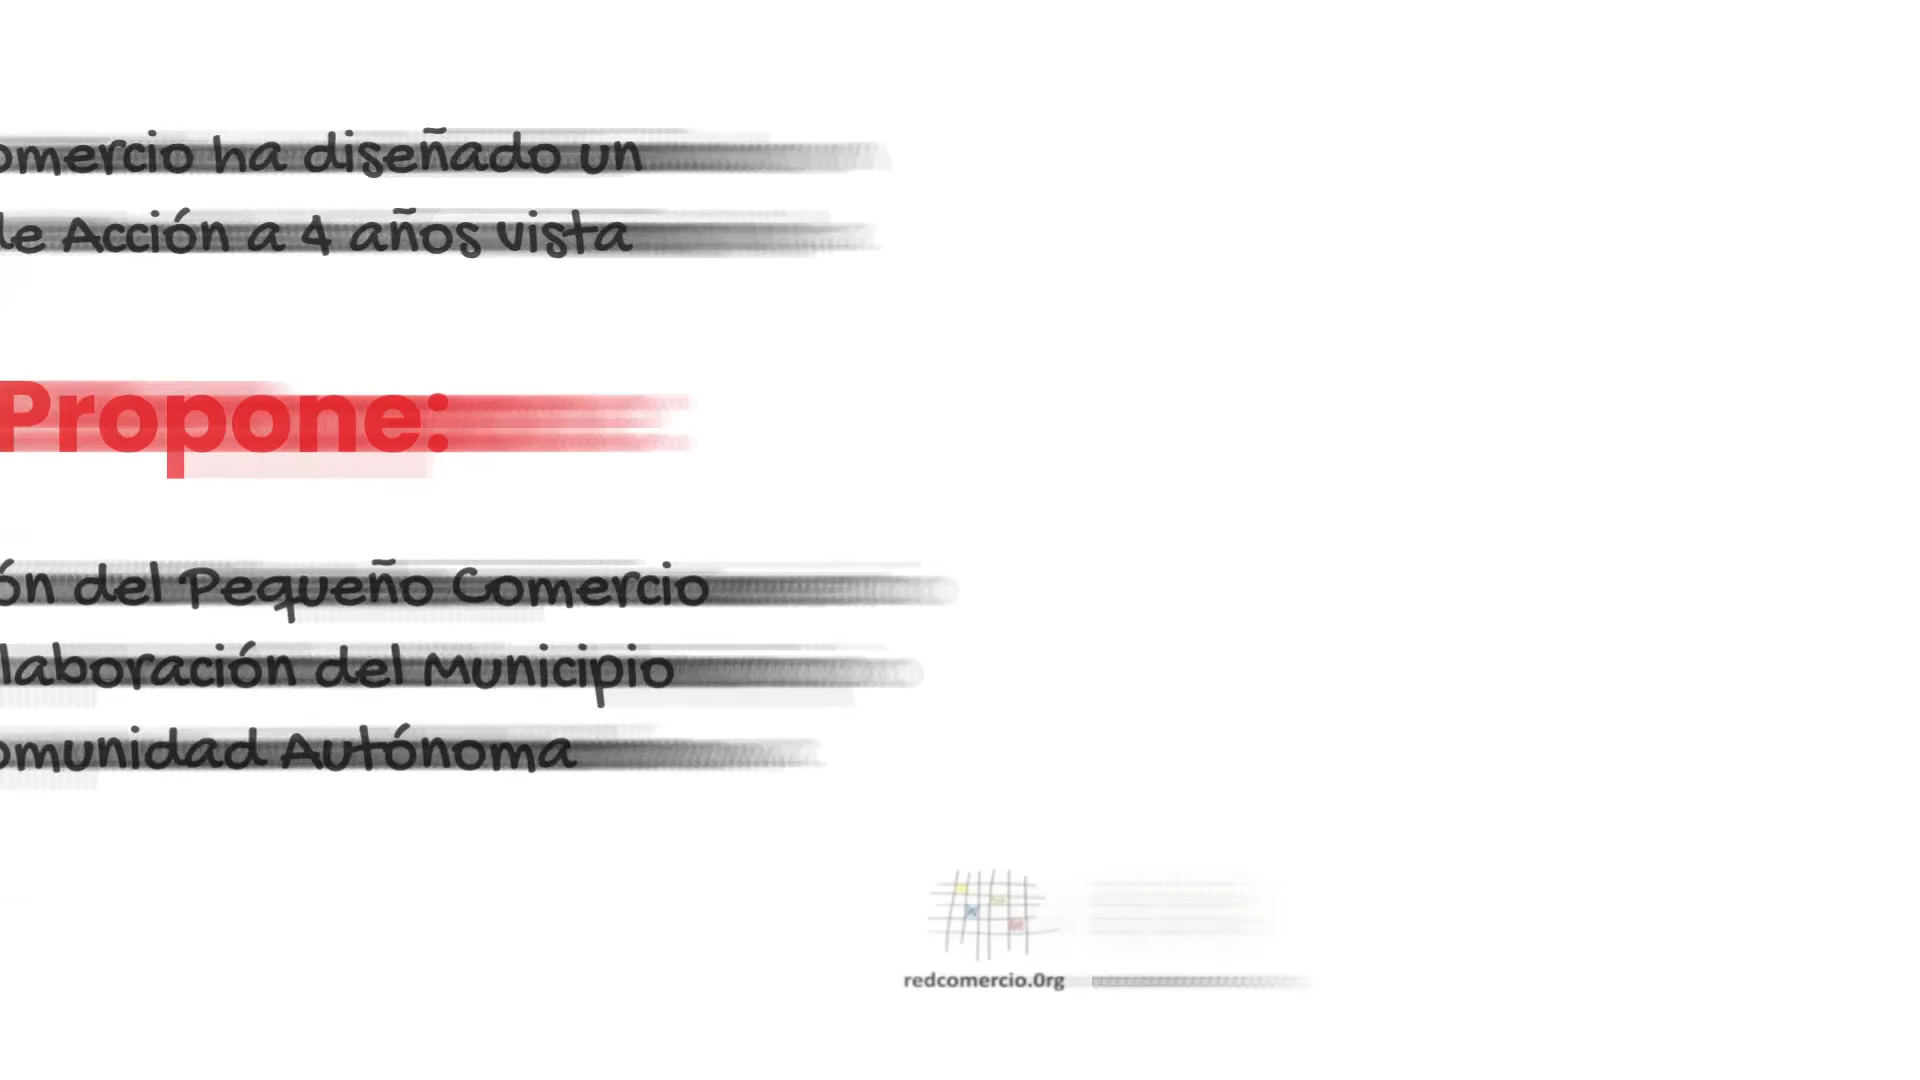 omercio ha diseñado un
le Acción a 4 años vista
Propone:
ón del Pequeño Comercio
laboración del Municipio
omunidad Autónoma
redcomercio.0rg